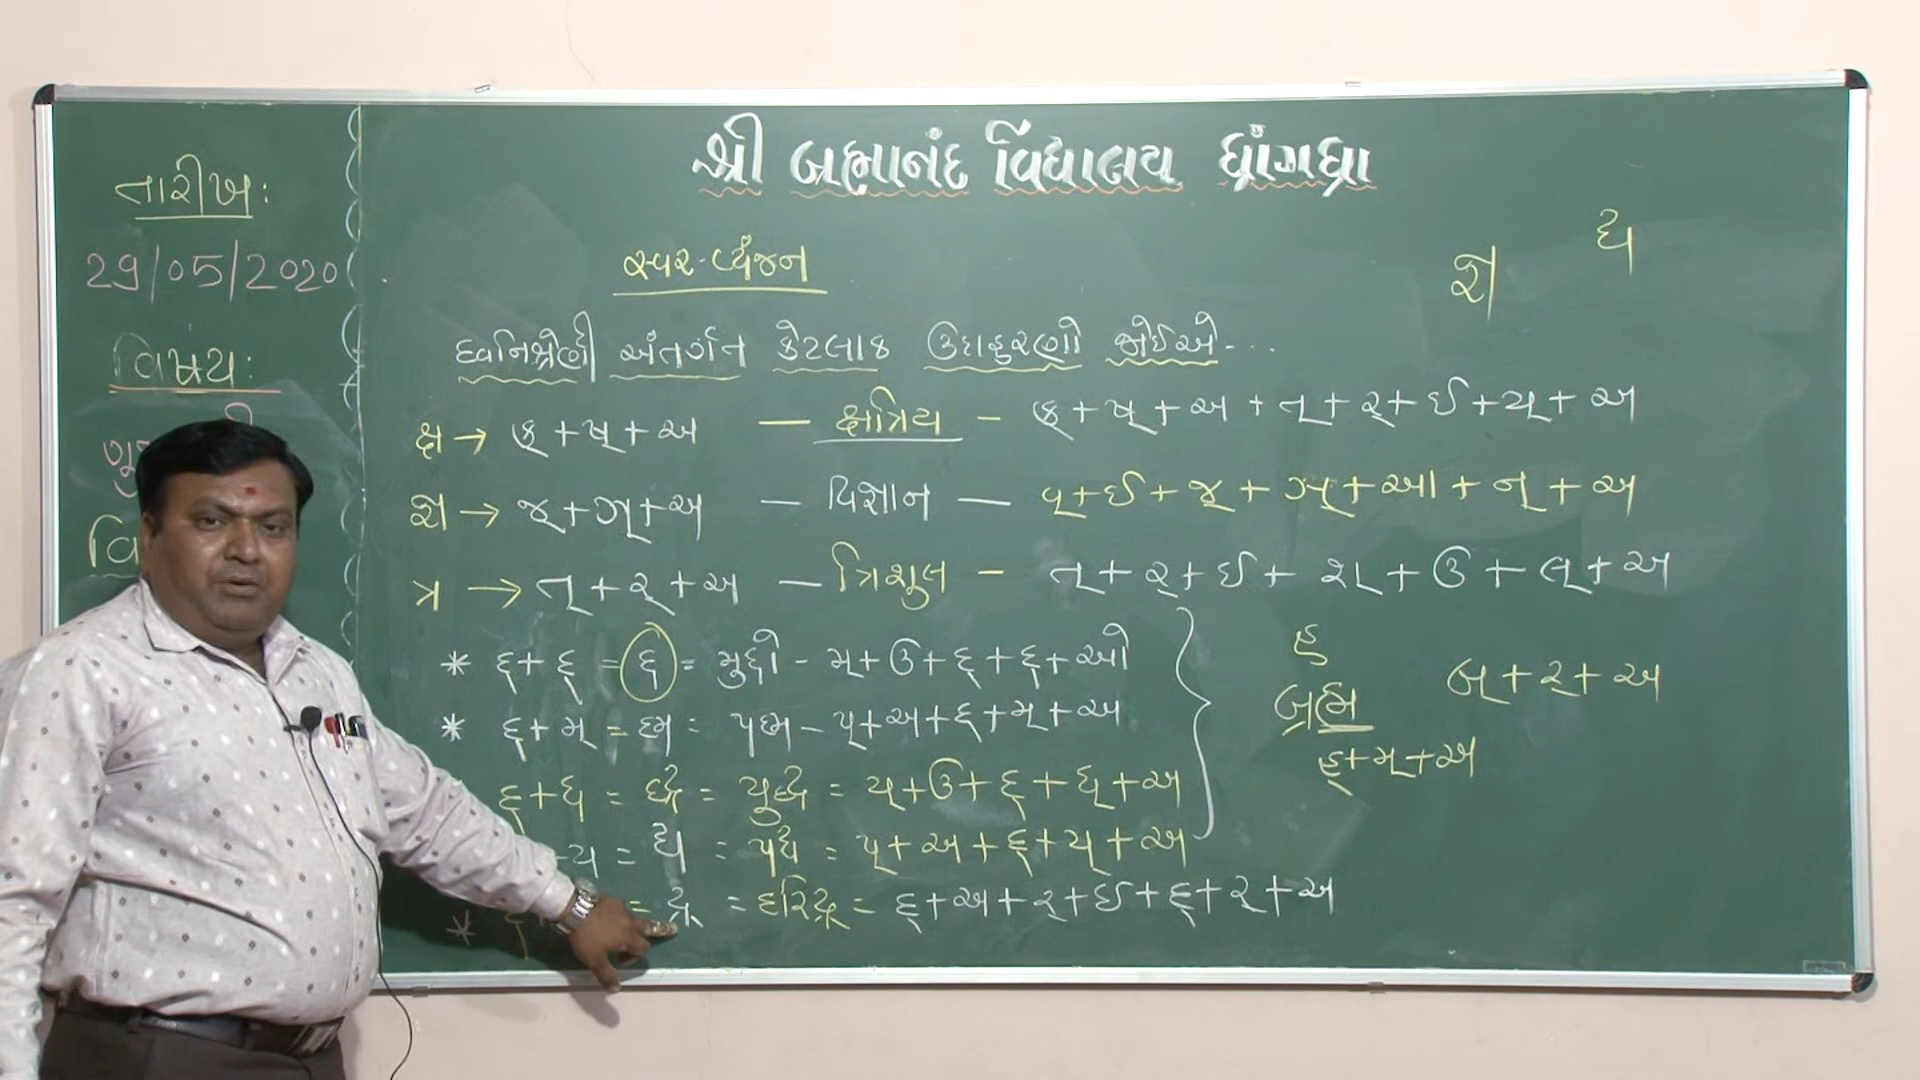 શ્રી બ્રહ્માનંદ વિદ્યાલય ધ્રાંગધ્રા
તારીખ:
29/05/2020
વિષય:
સ્વર-વ્યંજન
ધ્વનિશ્રેણી અંતર્ગત કેટલાક ઉદાહરણો જોઈએ...
ક્ષ → ક્+ષ્+અ — ક્ષત્રિય - ક્+ષ્+અ+ત્+ર્+ઈ+ય્+અ
જ્ઞ → જ્+ઞ્+અ — વિજ્ઞાન — વ્+ઈ+જ્+ઞ્+આ+ન્+અ
ત્ર → ત્+ર્+અ — ત્રિશુલ - ત્+ર્+ઈ+શ્+ઉ+લ્+અ
* દ્+દ્ = દ્દ = મુદ્દો - મ્+ઉ+દ્+દ્+ઓ
* દ્+મ્ = દ્મ = પદ્મ - પ્+અ+દ્+મ્+અ
દ્+ધ્ = દ્ધ = યુદ્ધ = ય્+ઉ+દ્+ધ્+અ
+ય = દ્ય = પદ્ય = પ્+અ+દ્+ય્+અ
* = દ્ર = દરિદ્ર = દ્+અ+ર્+ઈ+દ્+ર્+અ
જ્ઞ
દ્ય
હ
બ્રહ્મ
બ્+ર્+અ
હ્+મ્+અ